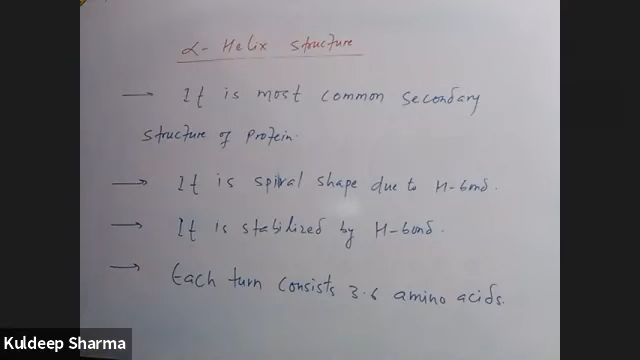 α- Helix structure
→ It is most common secondary
structure of protein.
→ It is spiral shape due to H-bond.
→ It is stabilized by H-bond.
→ Each turn consists 3.6 amino acids.
Kuldeep Sharma